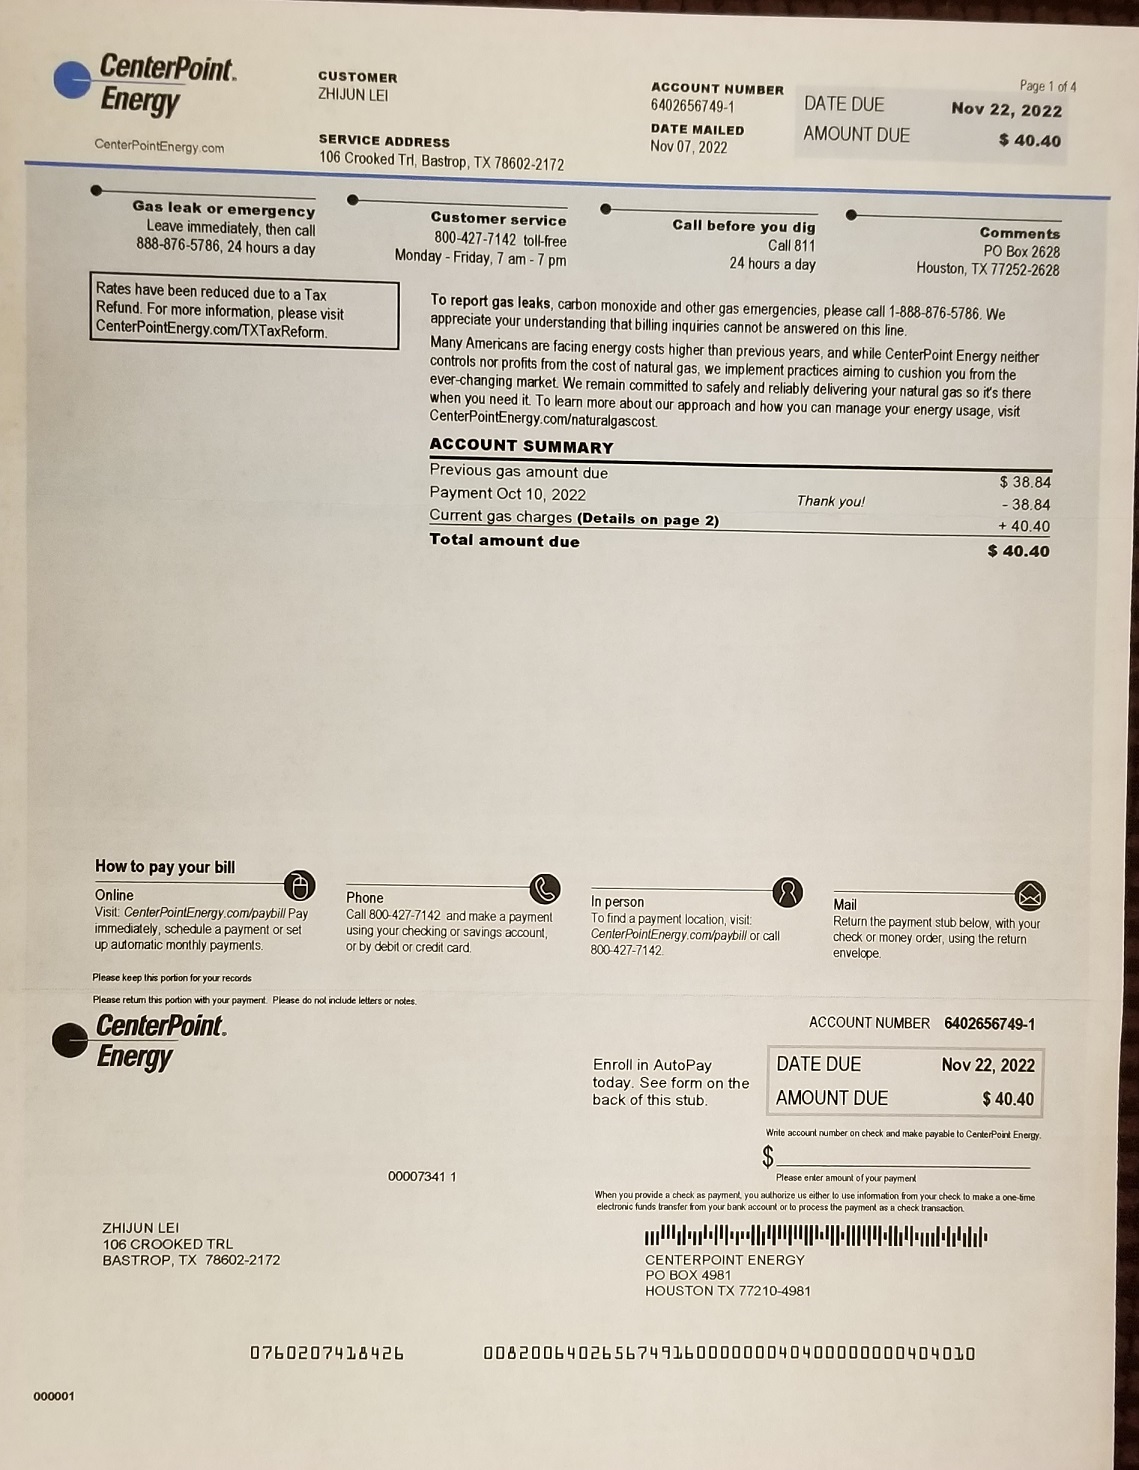 CenterPoint.
Energy
CenterPointEnergy.com
CUSTOMER
ZHIJUN LEI
SERVICE ADDRESS
106 Crooked Trl, Bastrop, TX 78602-2172
ACCOUNT NUMBER
6402656749-1
DATE MAILED
Nov 07, 2022
Page 1 of 4
DATE DUE Nov 22, 2022
AMOUNT DUE $ 40.40
Gas leak or emergency
Leave immediately, then call
888-876-5786, 24 hours a day
Customer service
800-427-7142 toll-free
Monday - Friday, 7 am - 7 pm
Call before you dig
Call 811
24 hours a day
Comments
PO Box 2628
Houston, TX 77252-2628
Rates have been reduced due to a Tax
Refund. For more information, please visit
CenterPointEnergy.com/TXTaxReform.
To report gas leaks, carbon monoxide and other gas emergencies, please call 1-888-876-5786. We
appreciate your understanding that billing inquiries cannot be answered on this line.
Many Americans are facing energy costs higher than previous years, and while CenterPoint Energy neither
controls nor profits from the cost of natural gas, we implement practices aiming to cushion you from the
ever-changing market. We remain committed to safely and reliably delivering your natural gas so it's there
when you need it. To learn more about our approach and how you can manage your energy usage, visit
CenterPointEnergy.com/naturalgascost.
ACCOUNT SUMMARY
Previous gas amount due $ 38.84
Payment Oct 10, 2022 Thank you! - 38.84
Current gas charges (Details on page 2) + 40.40
Total amount due $ 40.40
How to pay your bill
Online
Visit: CenterPointEnergy.com/paybill Pay
immediately, schedule a payment or set
up automatic monthly payments.
Phone
Call 800-427-7142 and make a payment
using your checking or savings account,
or by debit or credit card.
In person
To find a payment location, visit:
CenterPointEnergy.com/paybill or call
800-427-7142.
Mail
Return the payment stub below, with your
check or money order, using the return
envelope.
Please keep this portion for your records
Please return this portion with your payment. Please do not include letters or notes.
CenterPoint.
Energy
ACCOUNT NUMBER 6402656749-1
Enroll in AutoPay
today. See form on the
back of this stub.
DATE DUE Nov 22, 2022
AMOUNT DUE $ 40.40
Write account number on check and make payable to CenterPoint Energy.
$
Please enter amount of your payment
00007341 1
When you provide a check as payment, you authorize us either to use information from your check to make a one-time
electronic funds transfer from your bank account or to process the payment as a check transaction.
ZHIJUN LEI
106 CROOKED TRL
BASTROP, TX 78602-2172
CENTERPOINT ENERGY
PO BOX 4981
HOUSTON TX 77210-4981
0760207418426 008200640265674916000000040400000000404010
000001